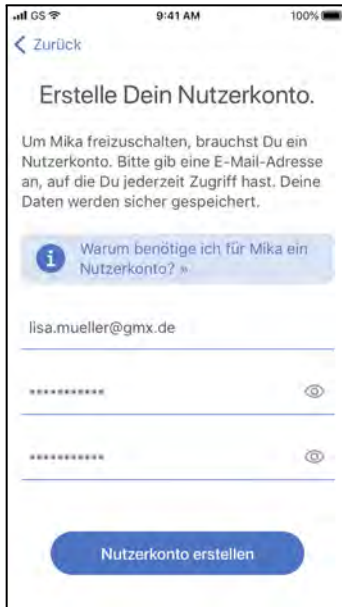 GS 9:41 AM 100%
Zurück
Erstelle Dein Nutzerkonto.
Um Mika freizuschalten, brauchst Du ein
Nutzerkonto. Bitte gib eine E-Mail-Adresse
an, auf die Du jederzeit Zugriff hast. Deine
Daten werden sicher gespeichert.
Warum benötige ich für Mika ein
Nutzerkonto? »
lisa.mueller@gmx.de
***********
***********
Nutzerkonto erstellen